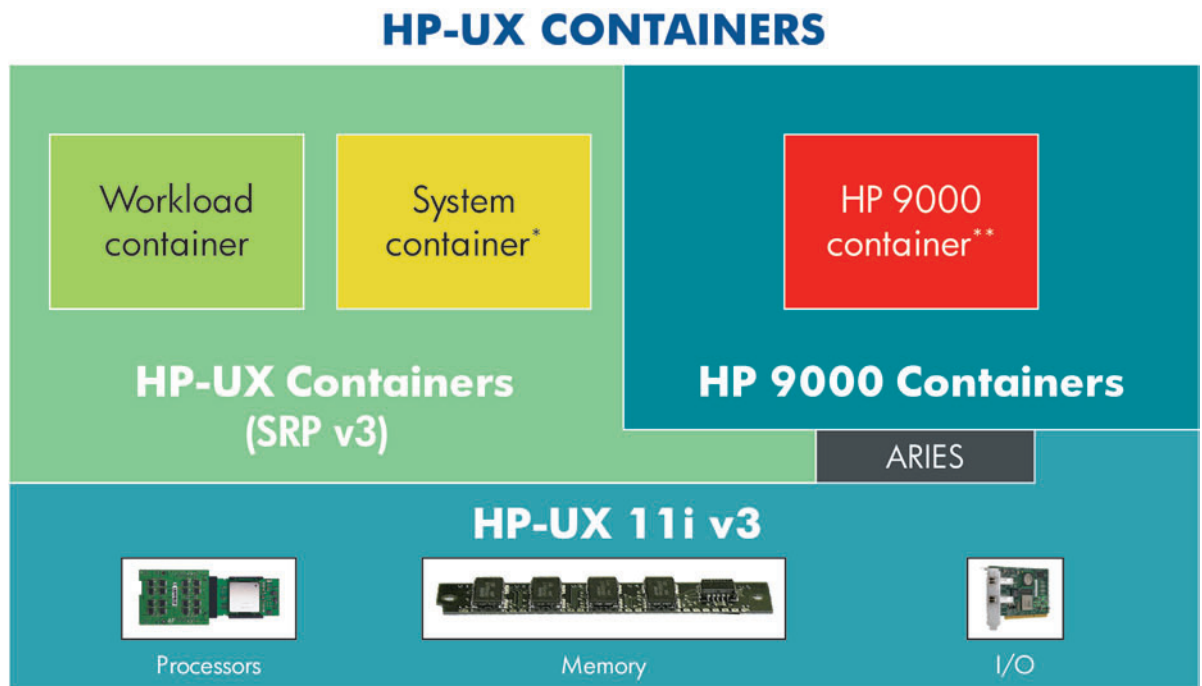 HP-UX CONTAINERS
Workload
container
System
container*
HP 9000
container**
HP-UX Containers
(SRP v3)
HP 9000 Containers
ARIES
HP-UX 11i v3
Processors
Memory
I/O